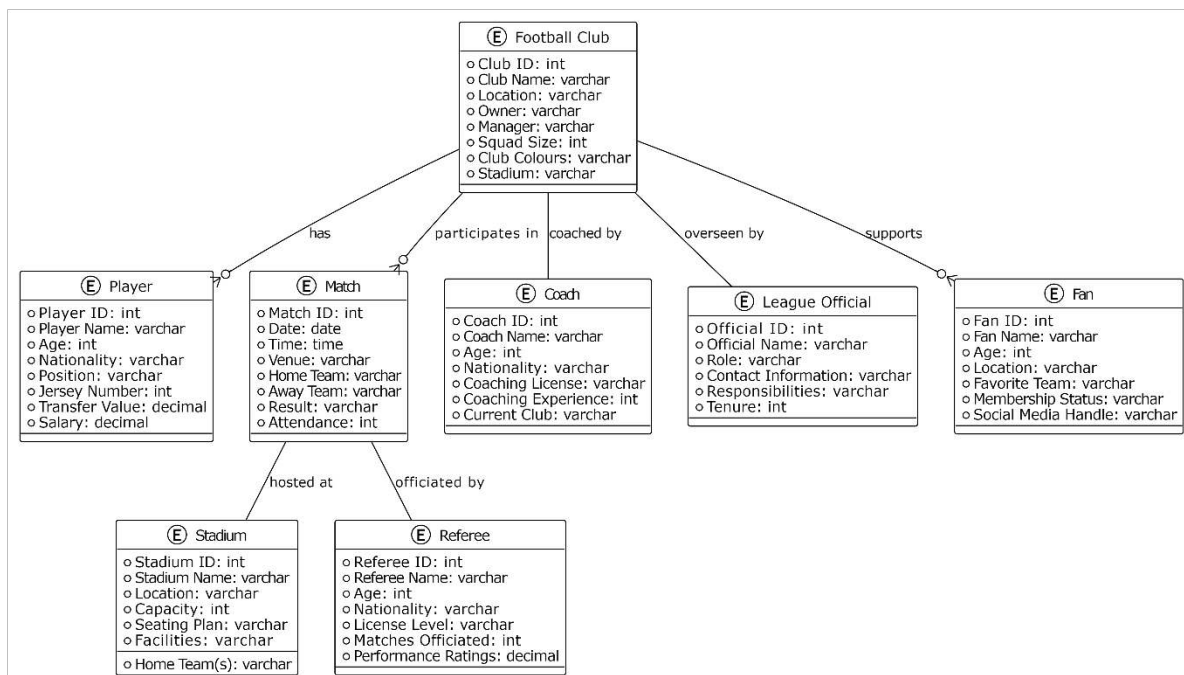 E Football Club
Club ID: int
Club Name: varchar
Location: varchar
Owner: varchar
Manager: varchar
Squad Size: int
Club Colours: varchar
Stadium: varchar
has
participates in
coached by
overseen by
supports
E Player
Player ID: int
Player Name: varchar
Age: int
Nationality: varchar
Position: varchar
Jersey Number: int
Transfer Value: decimal
Salary: decimal
E Match
Match ID: int
Date: date
Time: time
Venue: varchar
Home Team: varchar
Away Team: varchar
Result: varchar
Attendance: int
E Coach
Coach ID: int
Coach Name: varchar
Age: int
Nationality: varchar
Coaching License: varchar
Coaching Experience: int
Current Club: varchar
E League Official
Official ID: int
Official Name: varchar
Role: varchar
Contact Information: varchar
Responsibilities: varchar
Tenure: int
E Fan
Fan ID: int
Fan Name: varchar
Age: int
Location: varchar
Favorite Team: varchar
Membership Status: varchar
Social Media Handle: varchar
hosted at
officiated by
E Stadium
Stadium ID: int
Stadium Name: varchar
Location: varchar
Capacity: int
Seating Plan: varchar
Facilities: varchar
Home Team(s): varchar
E Referee
Referee ID: int
Referee Name: varchar
Age: int
Nationality: varchar
License Level: varchar
Matches Officiated: int
Performance Ratings: decimal